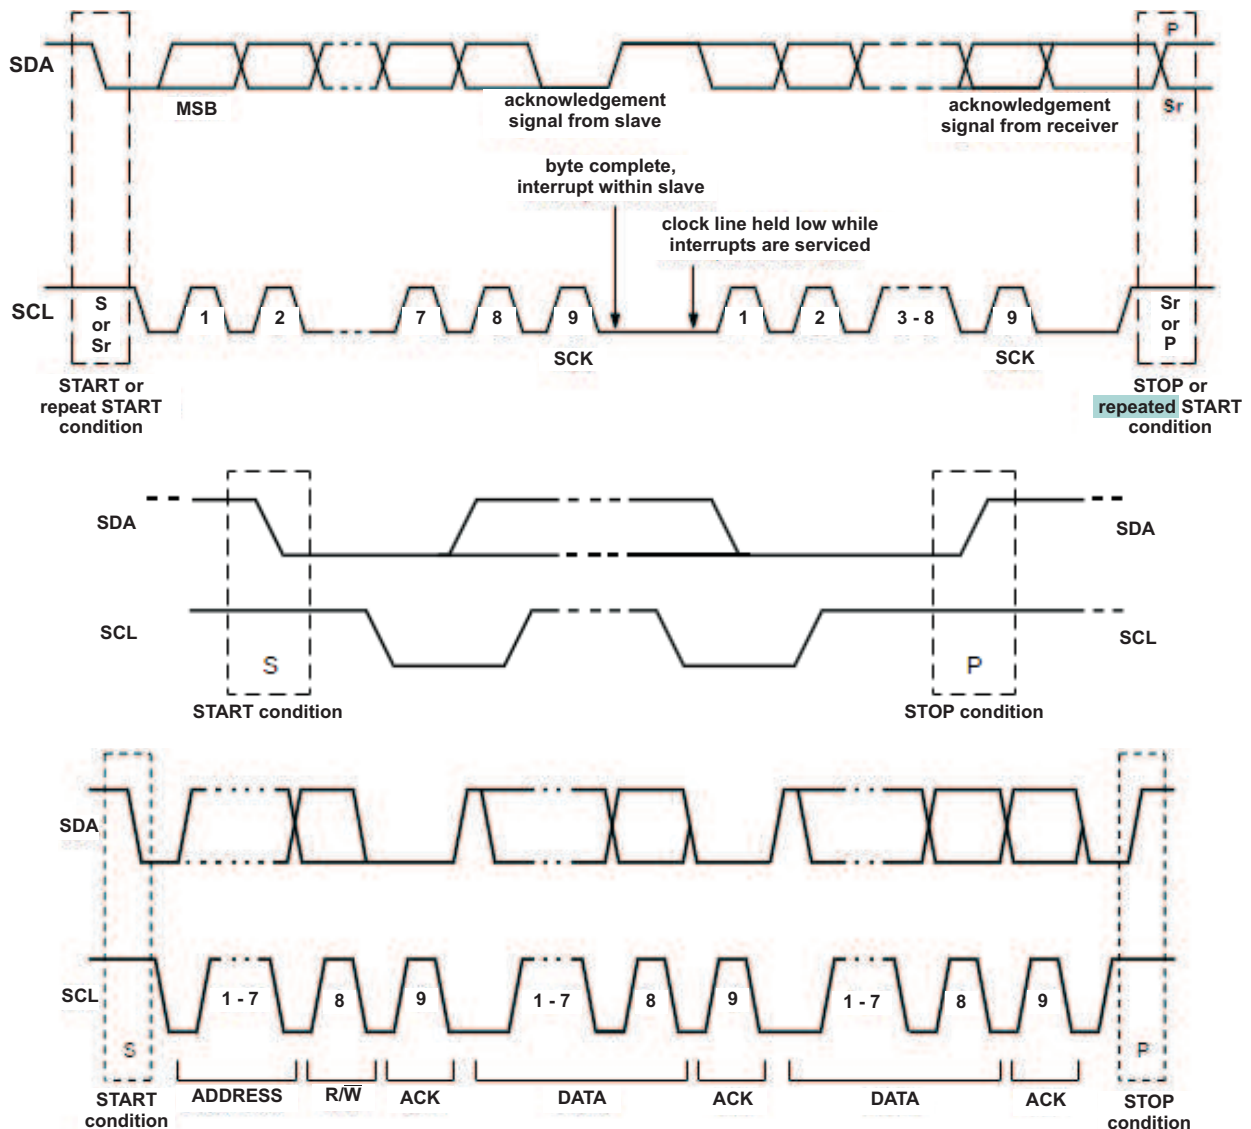 P
SDA
MSB
acknowledgement
signal from slave
acknowledgement
signal from receiver
Sr
byte complete,
interrupt within slave
clock line held low while
interrupts are serviced
SCL
S
or
Sr
1
2
7
8
9
1
2
3 - 8
9
Sr
or
P
SCK
SCK
START or
repeat START
condition
STOP or
repeated START
condition
SDA
SDA
SCL
SCL
S
P
START condition
STOP condition
SDA
SCL
1 - 7
8
9
1 - 7
8
9
1 - 7
8
9
S
P
ADDRESS
R/W̅
ACK
DATA
ACK
DATA
ACK
START
condition
STOP
condition